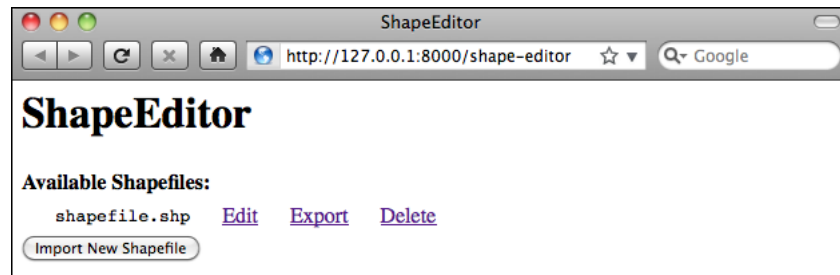 ShapeEditor
http://127.0.0.1:8000/shape-editor Google
ShapeEditor
Available Shapefiles:
shapefile.shp Edit Export Delete
Import New Shapefile